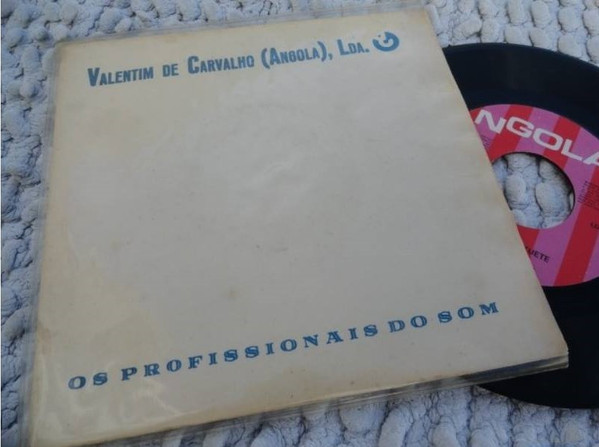 VALENTIM DE CARVALHO (ANGOLA), LDA.
NGOLA
OS PROFISSIONAIS DO SOM